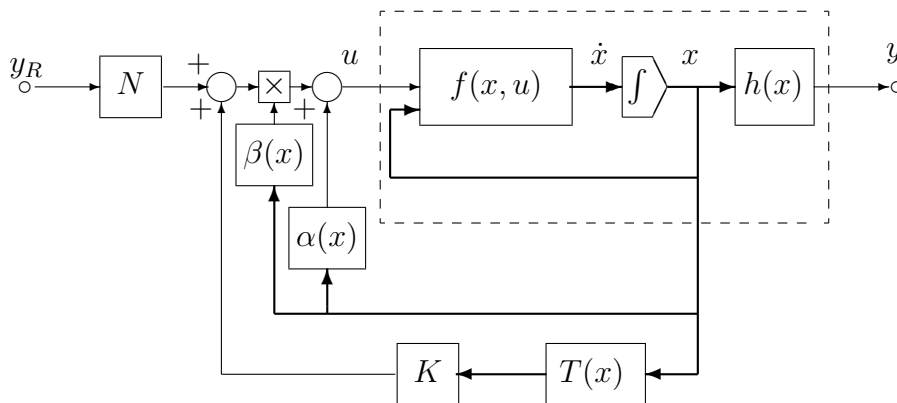 y_R
N
+
+
×
+
u
f(x, u)
ẋ
∫
x
h(x)
y
β(x)
α(x)
K
T(x)